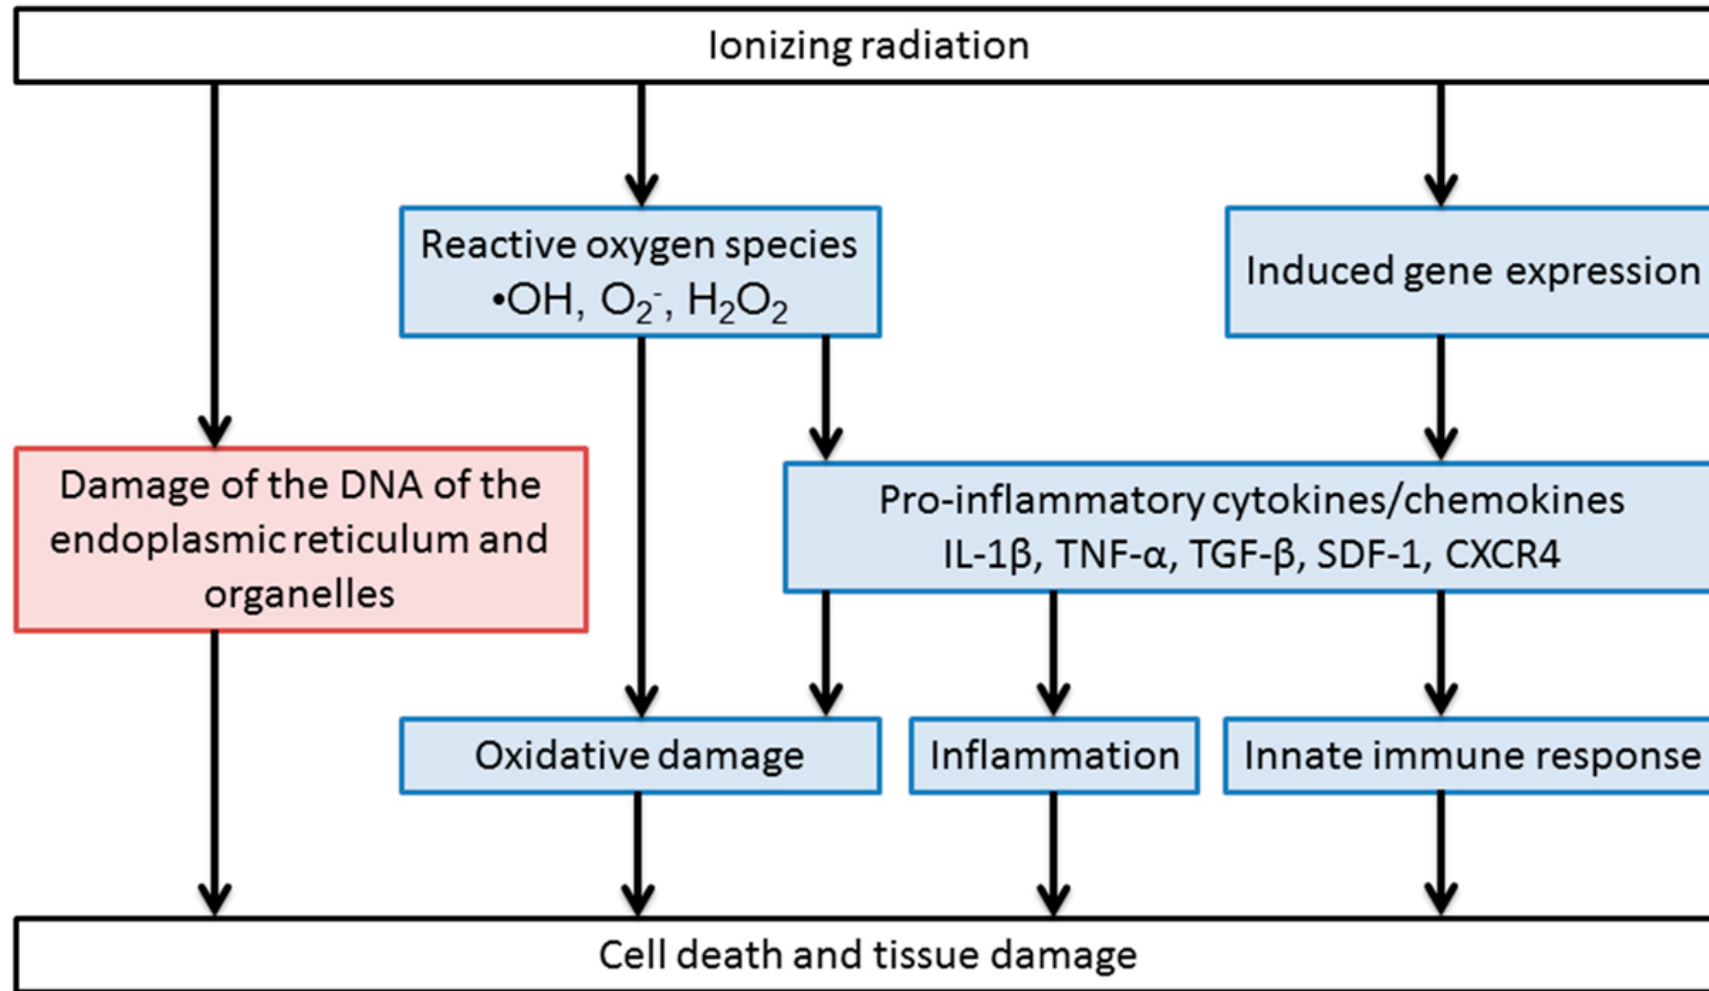 Ionizing radiation
Reactive oxygen species
•OH, O₂⁻, H₂O₂
Induced gene expression
Damage of the DNA of the
endoplasmic reticulum and
organelles
Pro-inflammatory cytokines/chemokines
IL-1β, TNF-α, TGF-β, SDF-1, CXCR4
Oxidative damage
Inflammation
Innate immune response
Cell death and tissue damage